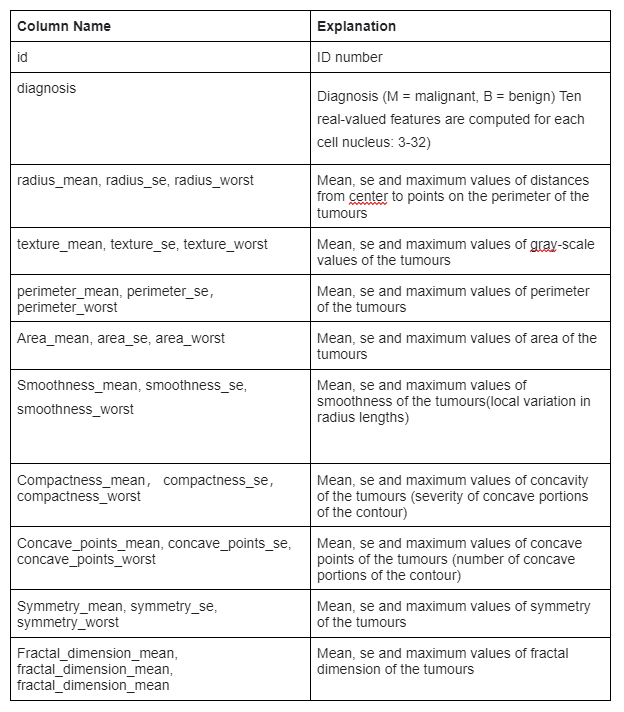 Column Name
Explanation
id
ID number
diagnosis
Diagnosis (M = malignant, B = benign) Ten
real-valued features are computed for each
cell nucleus: 3-32)
radius_mean, radius_se, radius_worst
Mean, se and maximum values of distances
from center to points on the perimeter of the
tumours
texture_mean, texture_se, texture_worst
Mean, se and maximum values of gray-scale
values of the tumours
perimeter_mean, perimeter_se,
perimeter_worst
Mean, se and maximum values of perimeter
of the tumours
Area_mean, area_se, area_worst
Mean, se and maximum values of area of the
tumours
Smoothness_mean, smoothness_se,
smoothness_worst
Mean, se and maximum values of
smoothness of the tumours(local variation in
radius lengths)
Compactness_mean, compactness_se,
compactness_worst
Mean, se and maximum values of concavity
of the tumours (severity of concave portions
of the contour)
Concave_points_mean, concave_points_se,
concave_points_worst
Mean, se and maximum values of concave
points of the tumours (number of concave
portions of the contour)
Symmetry_mean, symmetry_se,
symmetry_worst
Mean, se and maximum values of symmetry
of the tumours
Fractal_dimension_mean,
fractal_dimension_mean,
fractal_dimension_mean
Mean, se and maximum values of fractal
dimension of the tumours